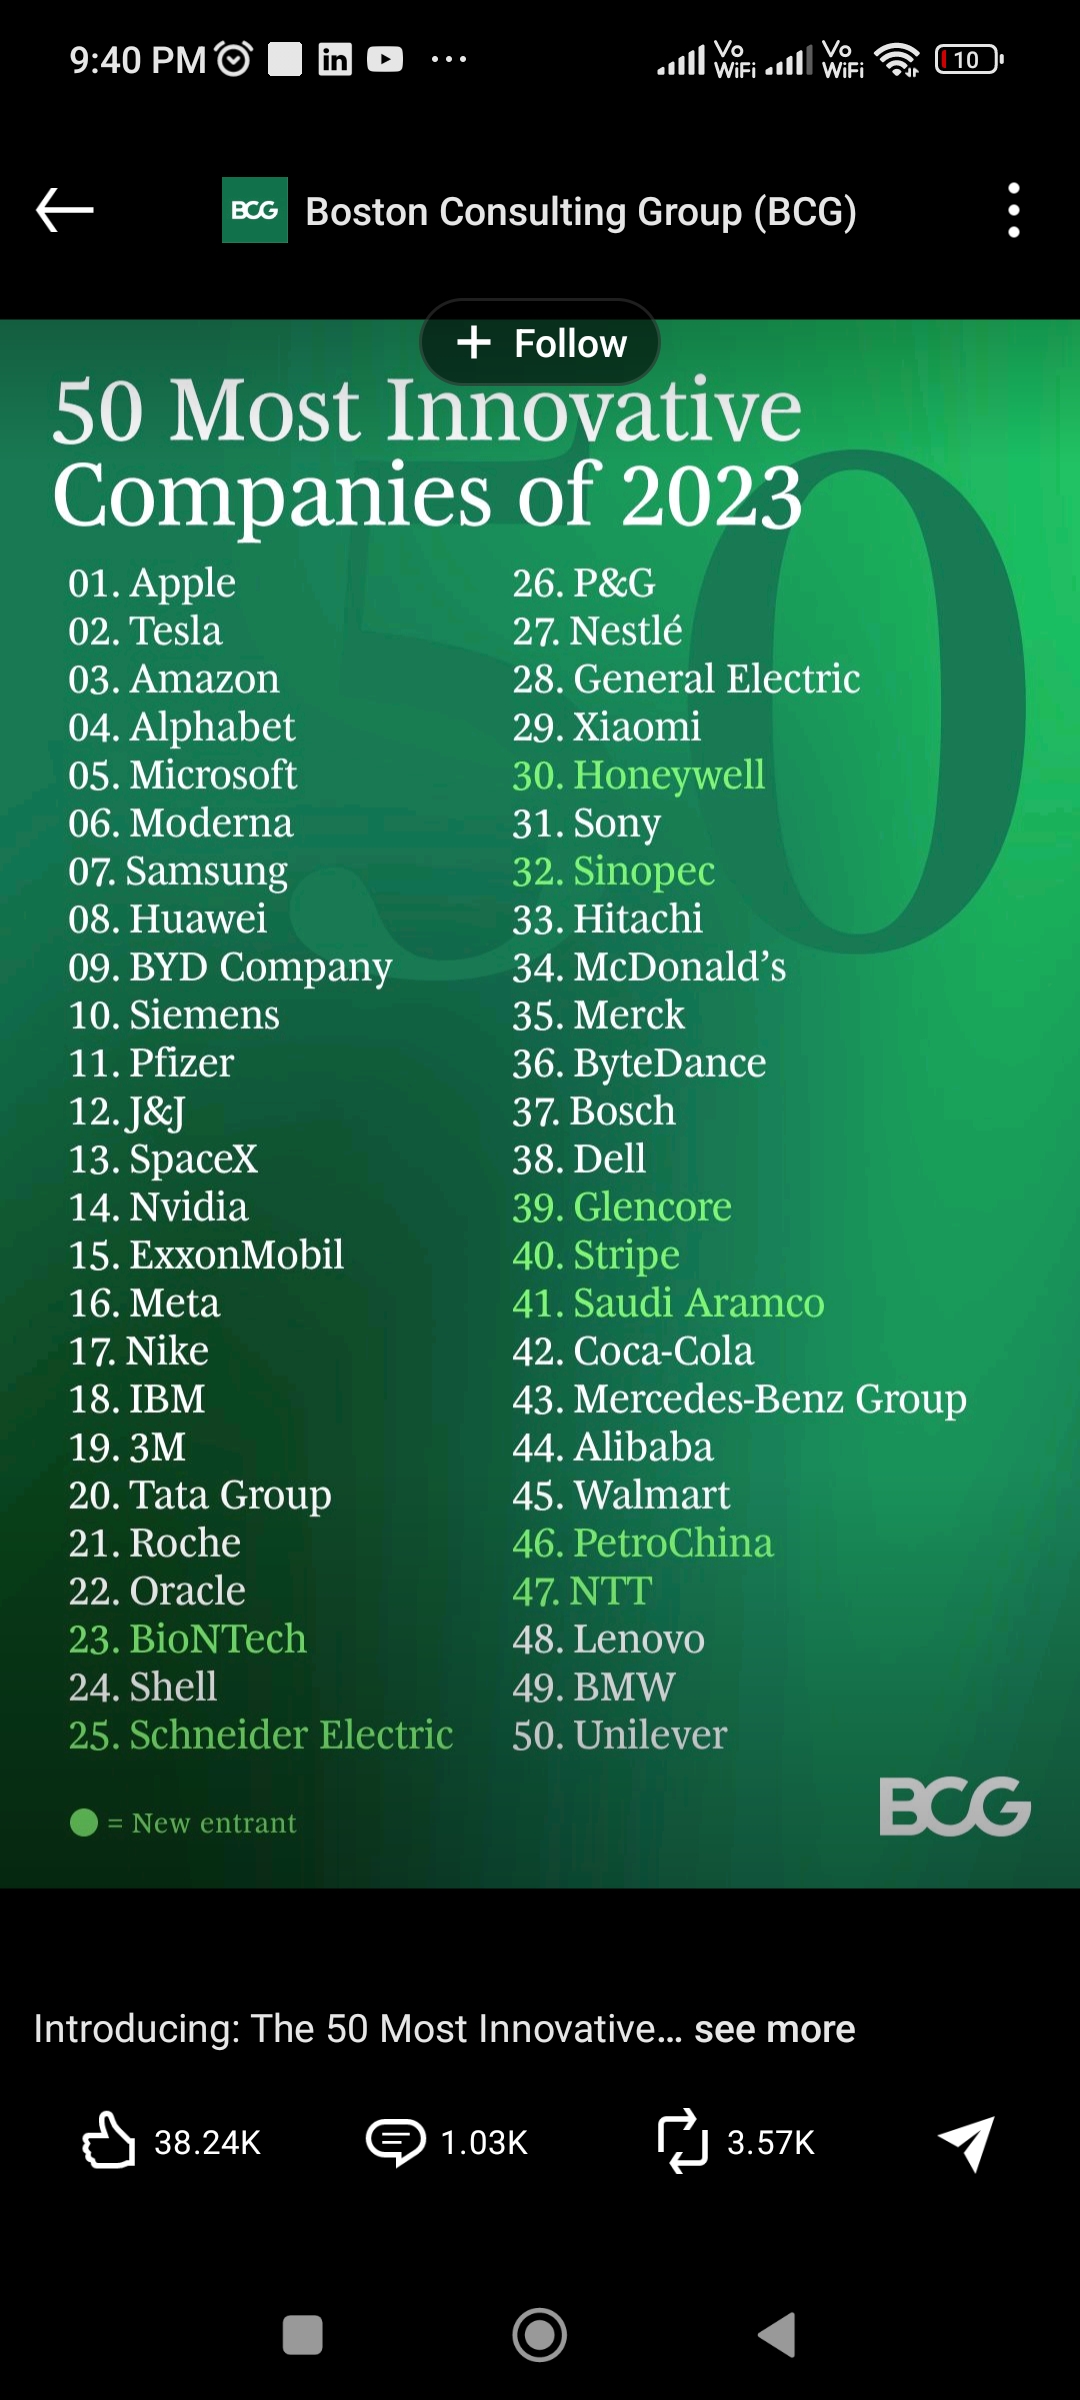 9:40 PM
in
Vo
WiFi
Vo
WiFi
10
BCG
Boston Consulting Group (BCG)
+ Follow
50 Most Innovative
Companies of 2023
50
01. Apple
02. Tesla
03. Amazon
04. Alphabet
05. Microsoft
06. Moderna
07. Samsung
08. Huawei
09. BYD Company
10. Siemens
11. Pfizer
12. J&J
13. SpaceX
14. Nvidia
15. ExxonMobil
16. Meta
17. Nike
18. IBM
19. 3M
20. Tata Group
21. Roche
22. Oracle
23. BioNTech
24. Shell
25. Schneider Electric
26. P&G
27. Nestlé
28. General Electric
29. Xiaomi
30. Honeywell
31. Sony
32. Sinopec
33. Hitachi
34. McDonald’s
35. Merck
36. ByteDance
37. Bosch
38. Dell
39. Glencore
40. Stripe
41. Saudi Aramco
42. Coca-Cola
43. Mercedes-Benz Group
44. Alibaba
45. Walmart
46. PetroChina
47. NTT
48. Lenovo
49. BMW
50. Unilever
= New entrant
BCG
Introducing: The 50 Most Innovative... see more
38.24K
1.03K
3.57K